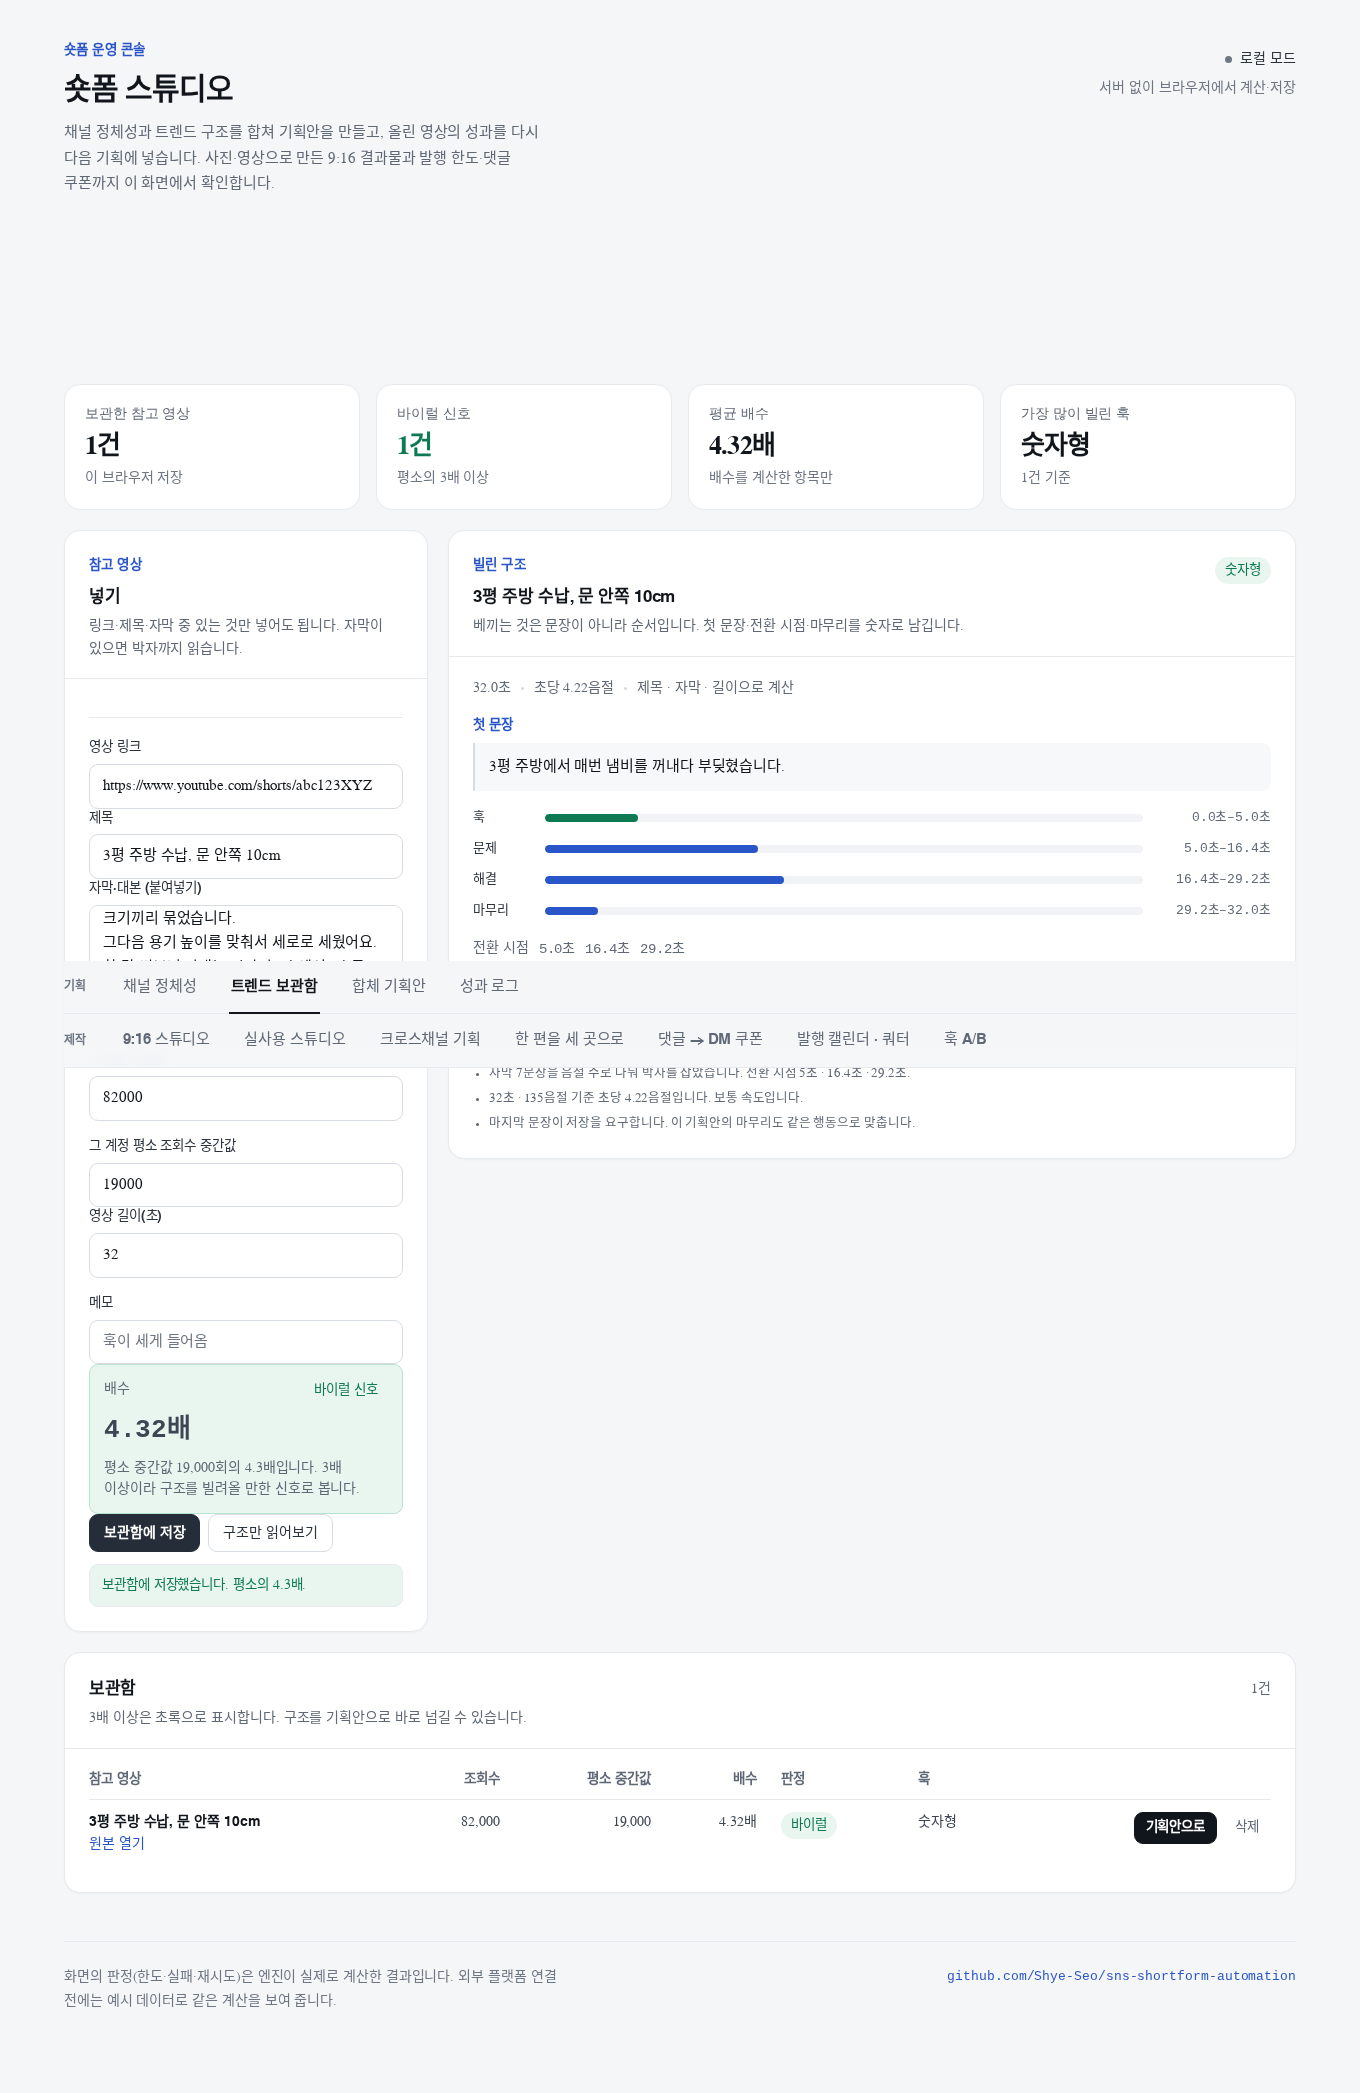 숏폼 운영 콘솔
숏폼 스튜디오
채널 정체성과 트렌드 구조를 합쳐 기획안을 만들고, 올린 영상의 성과를 다시
다음 기획에 넣습니다. 사진·영상으로 만든 9:16 결과물과 발행 한도·댓글
쿠폰까지 이 화면에서 확인합니다.
로컬 모드
서버 없이 브라우저에서 계산·저장
보관한 참고 영상
1건
이 브라우저 저장
바이럴 신호
1건
평소의 3배 이상
평균 배수
4.32배
배수를 계산한 항목만
가장 많이 빌린 훅
숫자형
1건 기준
참고 영상
넣기
링크·제목·자막 중 있는 것만 넣어도 됩니다. 자막이
있으면 박자까지 읽습니다.
영상 링크
https://www.youtube.com/shorts/abc123XYZ
제목
3평 주방 수납, 문 안쪽 10cm
자막·대본 (붙여넣기)
크기끼리 묶었습니다.
그다음 용기 높이를 맞춰서 세로로 세웠어요.
빌린 구조
3평 주방 수납, 문 안쪽 10cm
숫자형
베끼는 것은 문장이 아니라 순서입니다. 첫 문장·전환 시점·마무리를 숫자로 남깁니다.
32.0초 • 초당 4.22음절 • 제목 · 자막 · 길이으로 계산
첫 문장
3평 주방에서 매번 냄비를 꺼내다 부딪혔습니다.
훅 0.0초–5.0초
문제 5.0초–16.4초
해결 16.4초–29.2초
마무리 29.2초–32.0초
전환 시점 5.0초 16.4초 29.2초
기획 채널 정체성 트렌드 보관함 합체 기획안 성과 로그
제작 9:16 스튜디오 실사용 스튜디오 크로스채널 기획 한 편을 세 곳으로 댓글 → DM 쿠폰 발행 캘린더 · 쿼터 훅 A/B
• 자막 7문장을 음절 수로 나눠 박자를 잡았습니다. 전환 시점 5초 · 16.4초 · 29.2초.
• 32초 · 135음절 기준 초당 4.22음절입니다. 보통 속도입니다.
• 마지막 문장이 저장을 요구합니다. 이 기획안의 마무리도 같은 행동으로 맞춥니다.
82000
그 계정 평소 조회수 중간값
19000
영상 길이(초)
32
메모
훅이 세게 들어옴
배수
바이럴 신호
4.32배
평소 중간값 19,000회의 4.3배입니다. 3배
이상이라 구조를 빌려올 만한 신호로 봅니다.
보관함에 저장
구조만 읽어보기
보관함에 저장했습니다. 평소의 4.3배.
보관함
1건
3배 이상은 초록으로 표시합니다. 구조를 기획안으로 바로 넘길 수 있습니다.
참고 영상 조회수 평소 중간값 배수 판정 훅
3평 주방 수납, 문 안쪽 10cm 82,000 19,000 4.32배 바이럴 숫자형 기획안으로 삭제
원본 열기
화면의 판정(한도·실패·재시도)은 엔진이 실제로 계산한 결과입니다. 외부 플랫폼 연결
전에는 예시 데이터로 같은 계산을 보여 줍니다.
github.com/Shye-Seo/sns-shortform-automation